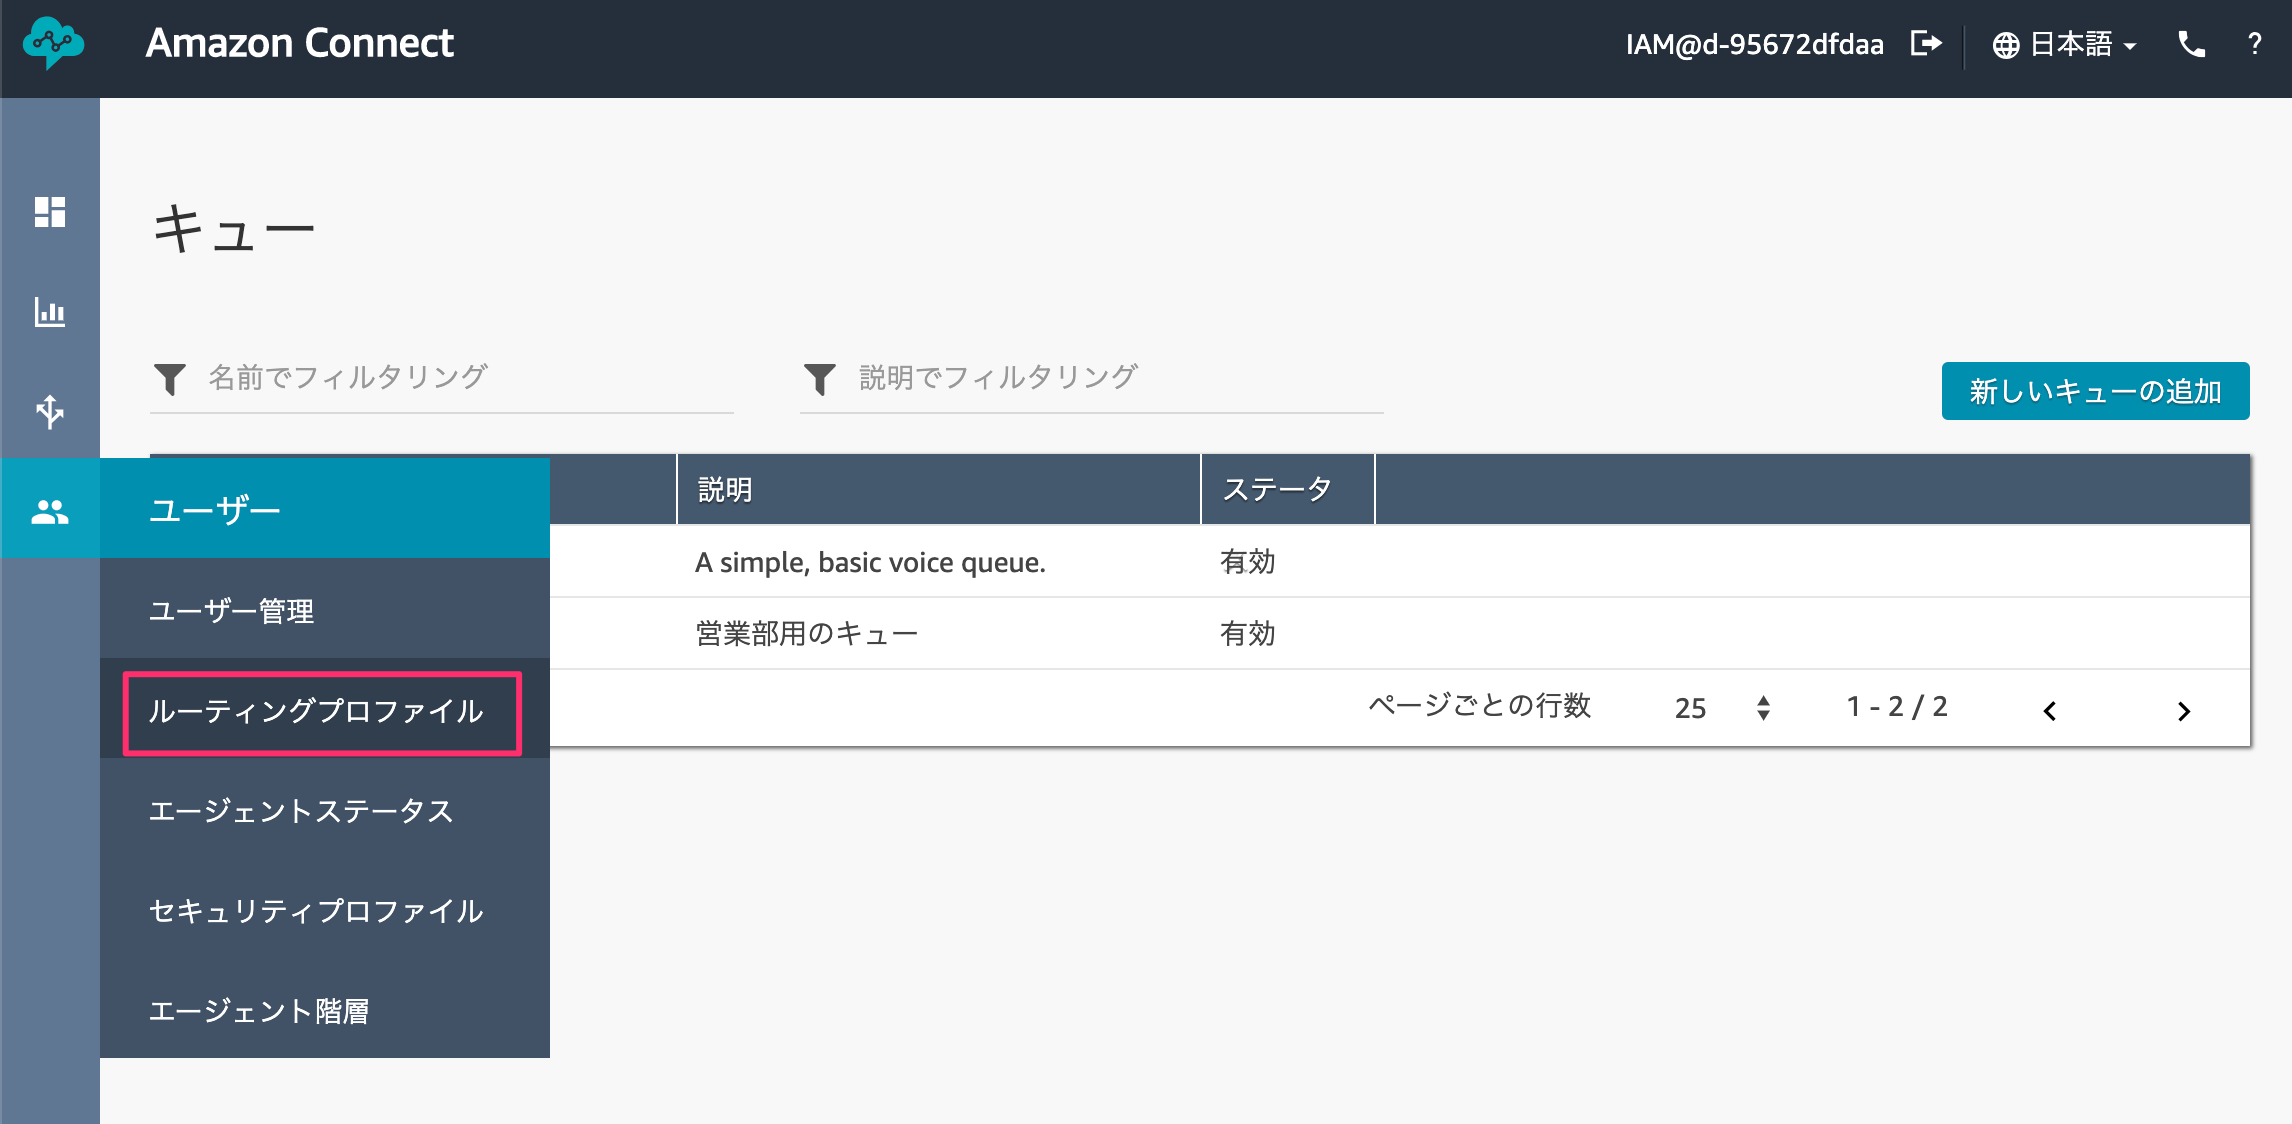 Amazon Connect
IAM@d-95672dfdaa
日本語
?
キュー
名前でフィルタリング
説明でフィルタリング
新しいキューの追加
説明
ステータ
ユーザー
A simple, basic voice queue.
有効
ユーザー管理
営業部用のキュー
有効
ルーティングプロファイル
ページごとの行数
25
1 - 2 / 2
エージェントステータス
セキュリティプロファイル
エージェント階層